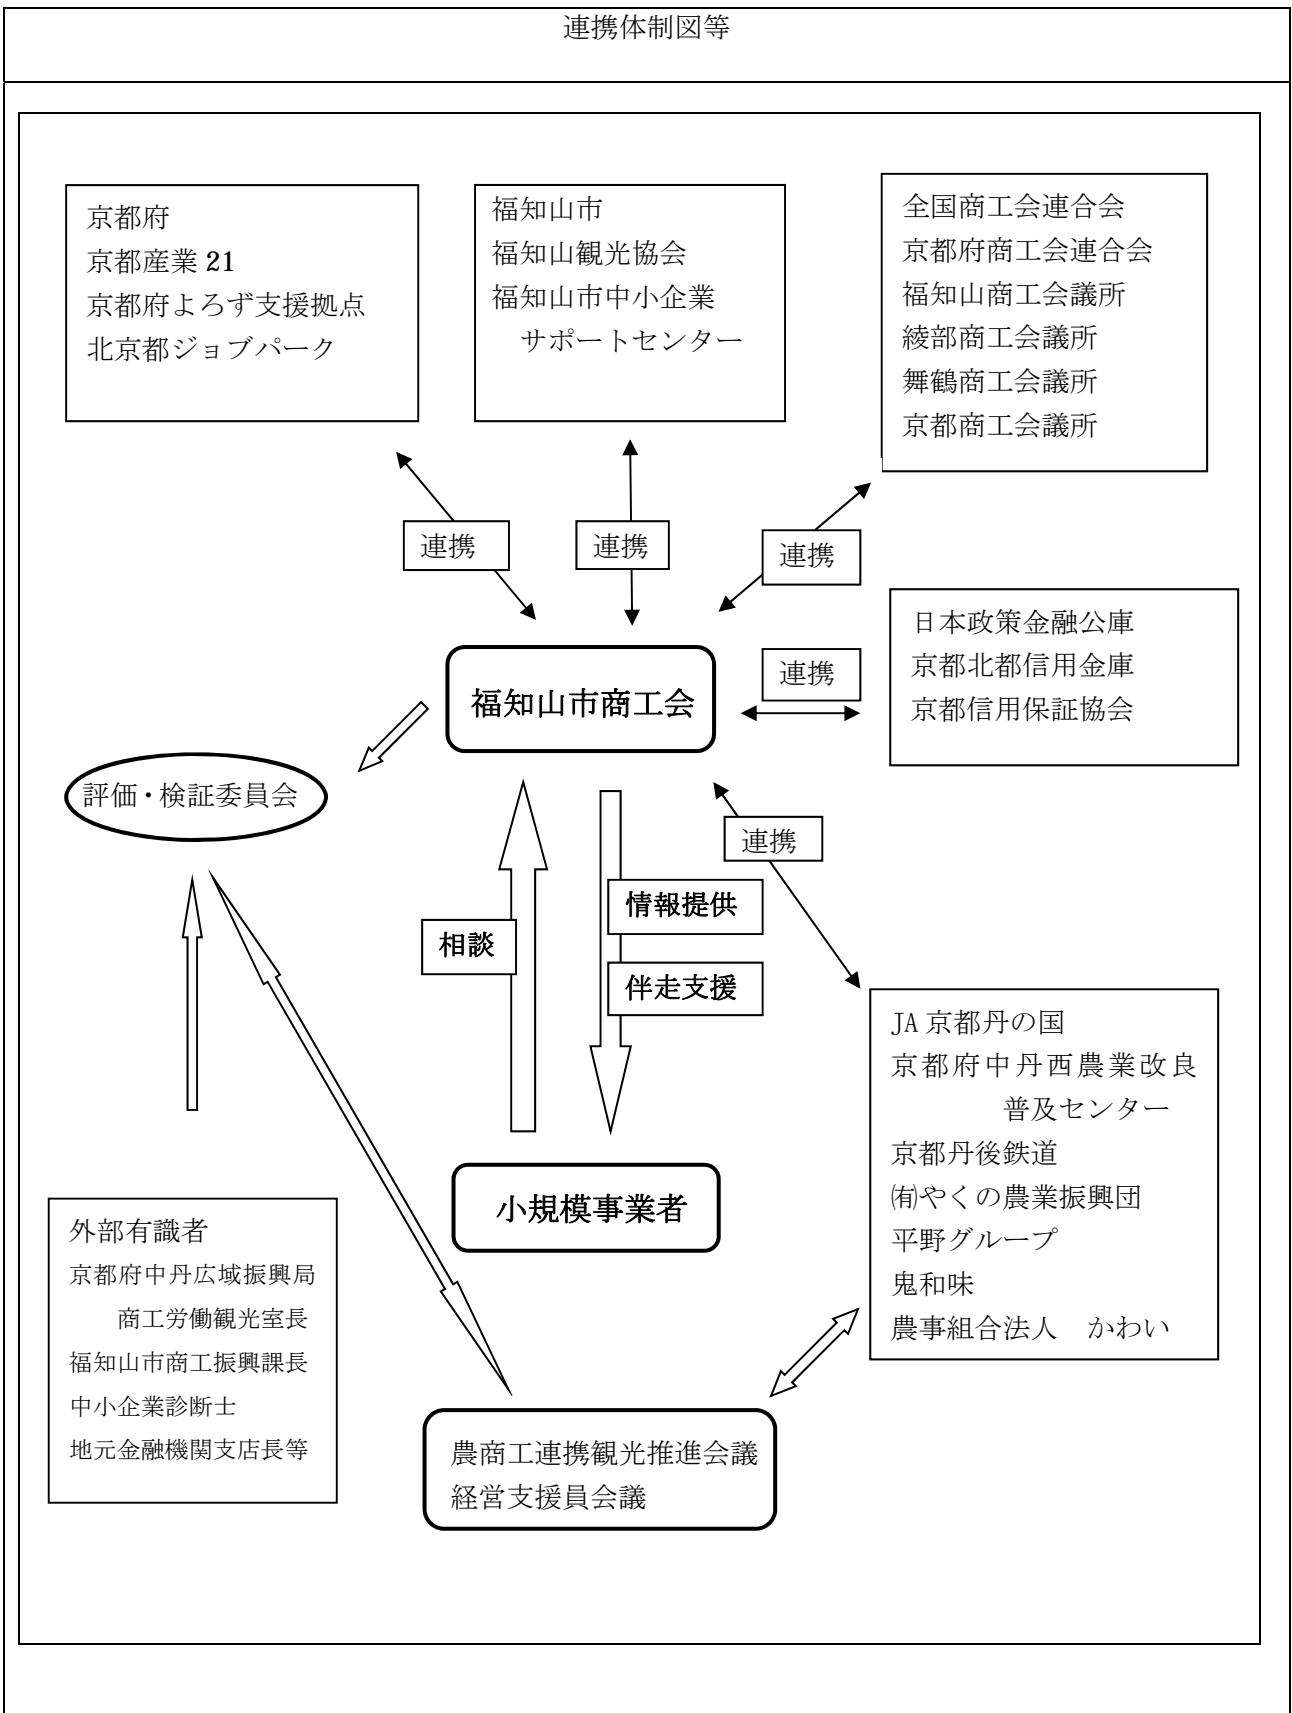 連携体制図等
京都府
京都産業 21
京都府よろず支援拠点
北京都ジョブパーク
福知山市
福知山観光協会
福知山市中小企業
サポートセンター
全国商工会連合会
京都府商工会連合会
福知山商工会議所
綾部商工会議所
舞鶴商工会議所
京都商工会議所
連携
連携
連携
日本政策金融公庫
京都北都信用金庫
京都信用保証協会
連携
福知山市商工会
評価・検証委員会
連携
相談
情報提供
伴走支援
JA 京都丹の国
京都府中丹西農業改良
普及センター
京都丹後鉄道
㈲やくの農業振興団
平野グループ
鬼和味
農事組合法人　かわい
小規模事業者
外部有識者
京都府中丹広域振興局
商工労働観光室長
福知山市商工振興課長
中小企業診断士
地元金融機関支店長等
農商工連携観光推進会議
経営支援員会議